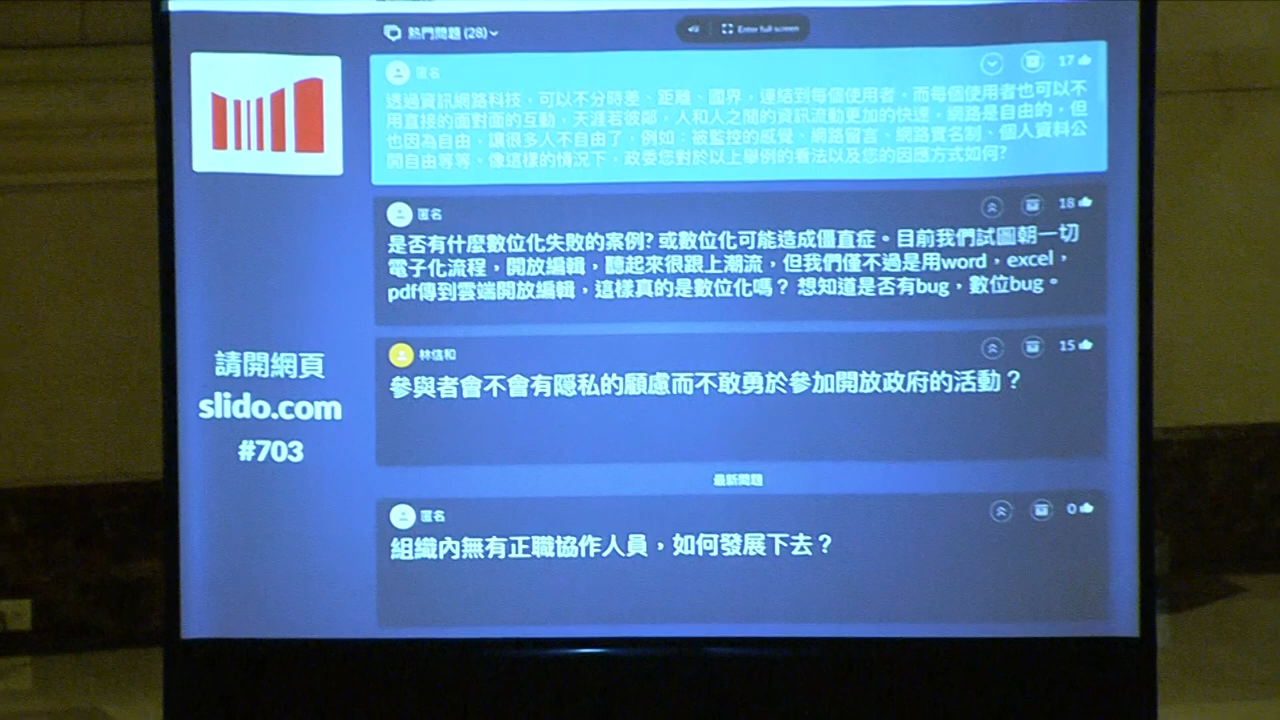 熱門問題 (28)
Enter full screen
匿名
17
透過資訊網路科技，可以不分時差、距離、國界，連結到每個使用者，而每個使用者也可以不
用直接的面對面的互動，天涯若彼鄰，人和人之間的資訊流動更加的快速，網路是自由的，但
也因為自由，讓很多人不自由了，例如：被監控的感覺、網路留言、網路實名制、個人資料公
開自由等等。像這樣的情況下，政委您對於以上舉例的看法以及您的因應方式如何?
匿名
18
是否有什麼數位化失敗的案例? 或數位化可能造成僵直症。目前我們試圖朝一切
電子化流程，開放編輯，聽起來很跟上潮流，但我們僅不過是用word，excel，
pdf傳到雲端開放編輯，這樣真的是數位化嗎？ 想知道是否有bug，數位bug。
林信和
15
參與者會不會有隱私的顧慮而不敢勇於參加開放政府的活動？
請開網頁
slido.com
#703
最新問題
匿名
0
組織內無有正職協作人員，如何發展下去？